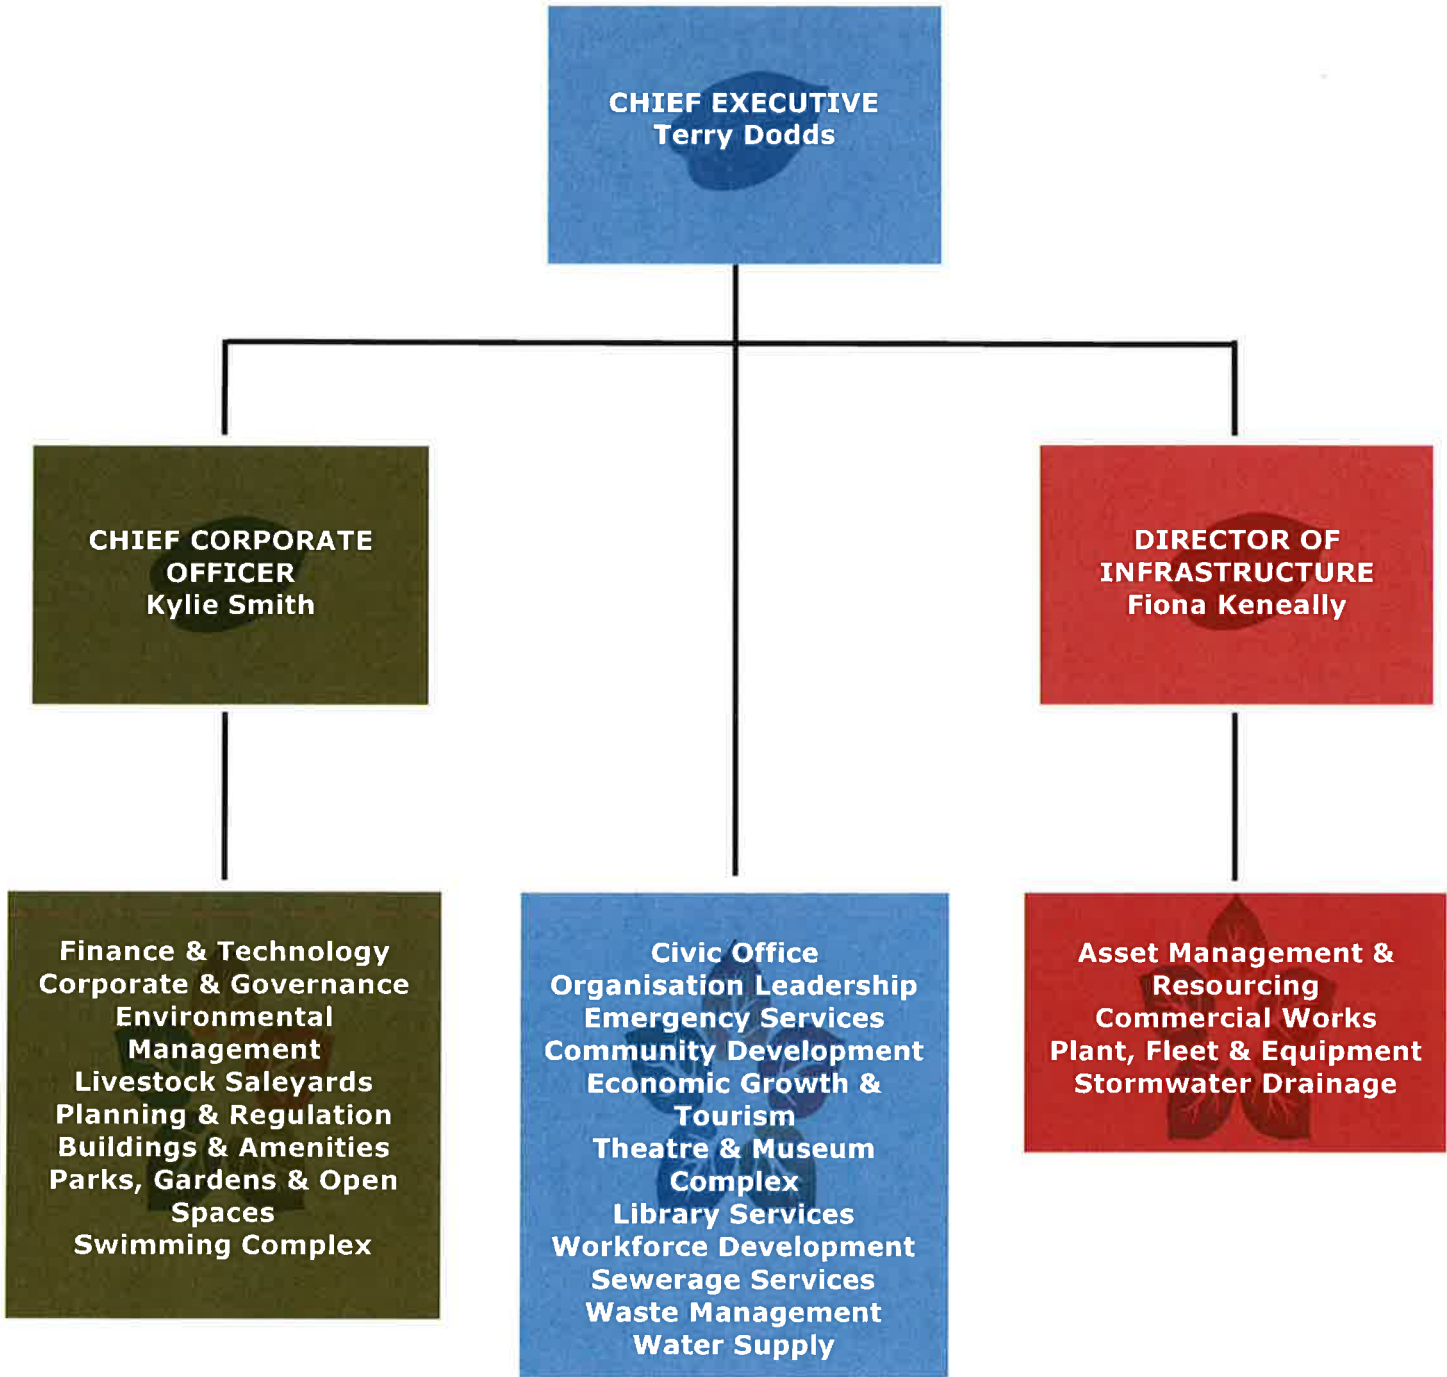 CHIEF EXECUTIVE
Terry Dodds
CHIEF CORPORATE
OFFICER
Kylie Smith
DIRECTOR OF
INFRASTRUCTURE
Fiona Keneally
Finance & Technology
Corporate & Governance
Environmental
Management
Livestock Saleyards
Planning & Regulation
Buildings & Amenities
Parks, Gardens & Open
Spaces
Swimming Complex
Civic Office
Organisation Leadership
Emergency Services
Community Development
Economic Growth &
Tourism
Theatre & Museum
Complex
Library Services
Workforce Development
Sewerage Services
Waste Management
Water Supply
Asset Management &
Resourcing
Commercial Works
Plant, Fleet & Equipment
Stormwater Drainage